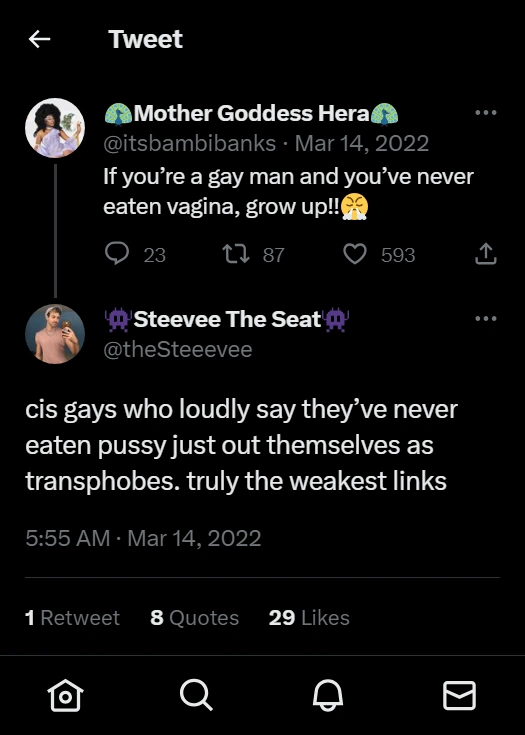 Tweet
🦚Mother Goddess Hera🦚
@itsbambibanks · Mar 14, 2022
If you’re a gay man and you’ve never
eaten vagina, grow up!!😤
23 87 593
👾Steevee The Seat👾
@theSteeevee
cis gays who loudly say they’ve never
eaten pussy just out themselves as
transphobes. truly the weakest links
5:55 AM · Mar 14, 2022
1 Retweet 8 Quotes 29 Likes